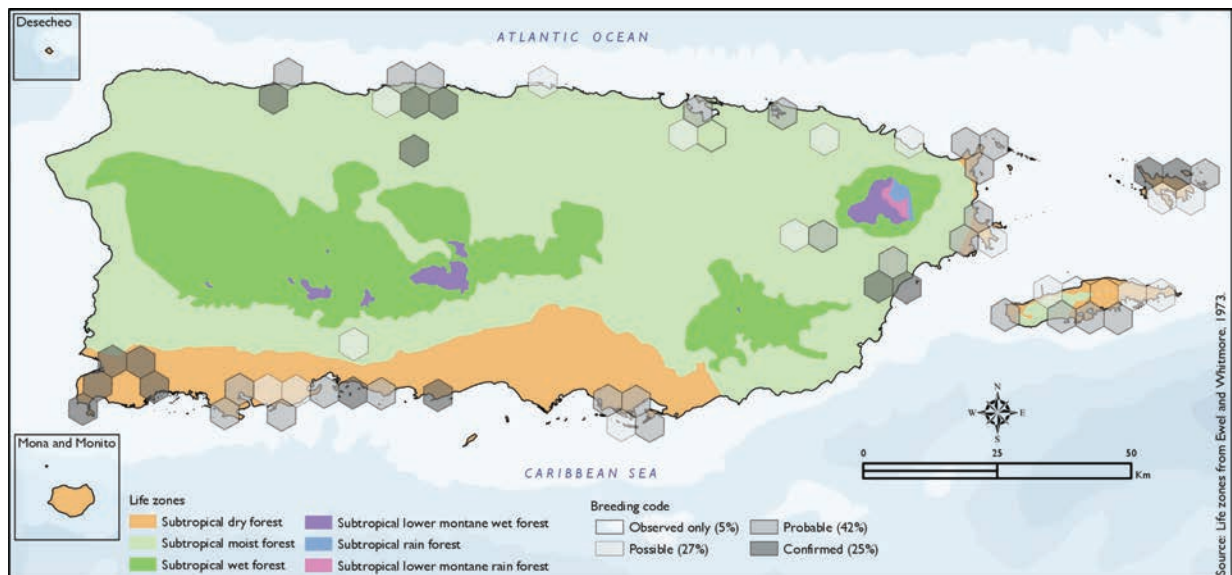 Desecheo
ATLANTIC OCEAN
N
W E
S
0 25 50
Km
Mona and Monito
CARIBBEAN SEA
Life zones
Subtropical dry forest
Subtropical moist forest
Subtropical wet forest
Subtropical lower montane wet forest
Subtropical rain forest
Subtropical lower montane rain forest
Breeding code
Observed only (5%)
Possible (27%)
Probable (42%)
Confirmed (25%)
Source: Life zones from Ewel and Whitmore, 1973.